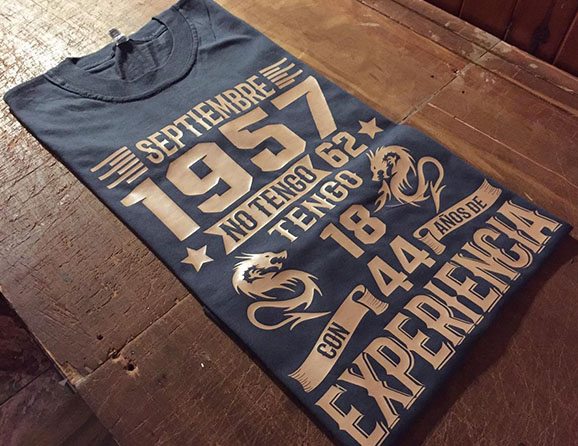 SEPTIEMBRE
1957
NO TENGO 62
TENGO
18
CON 44 AÑOS DE
EXPERIENCIA